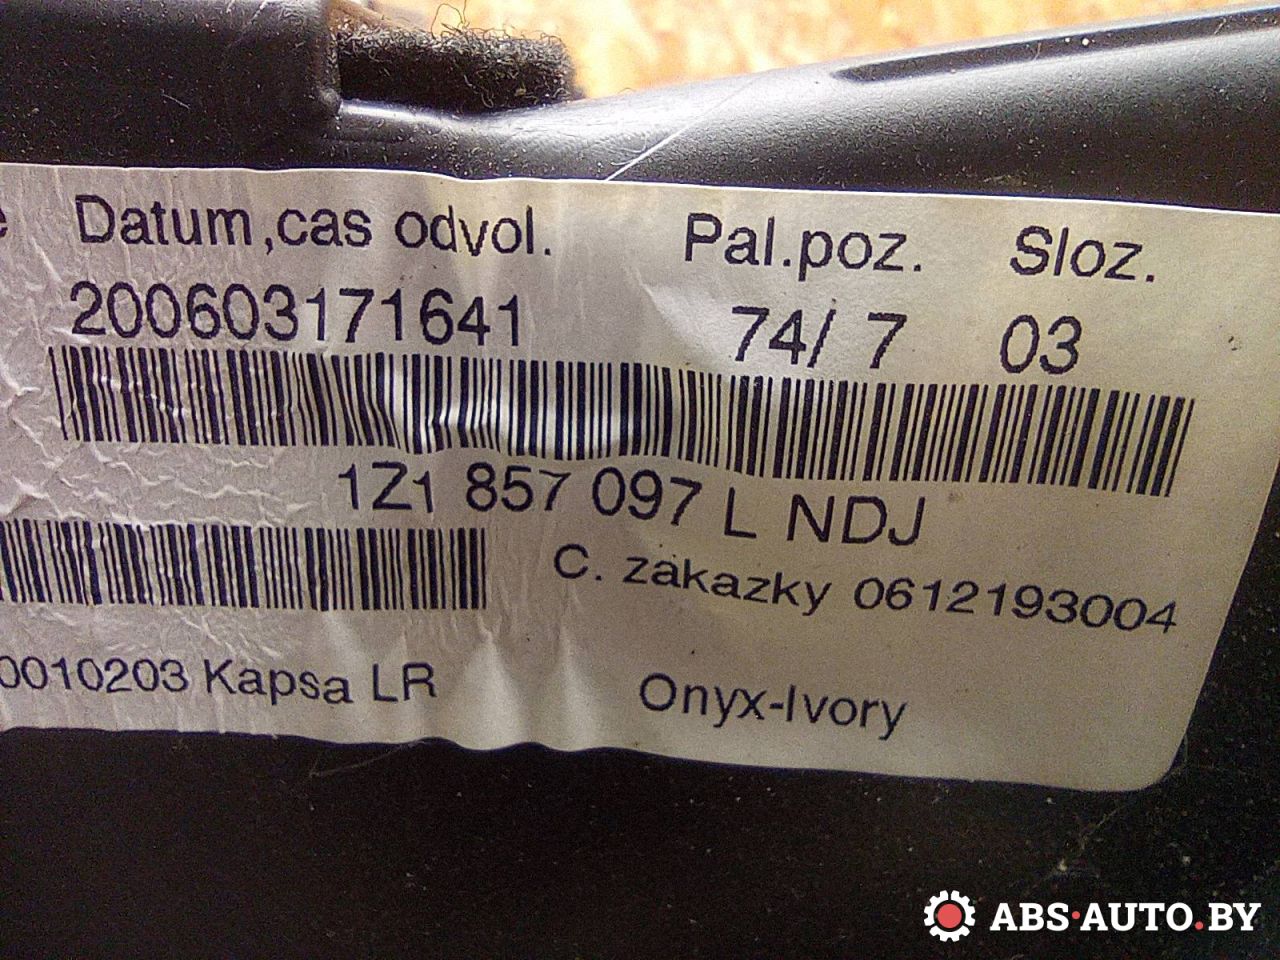 Datum,cas odvol. Pal.poz. Sloz.
200603171641 74/ 7 03
1Z1 857 097 L NDJ
C. zakazky 0612193004
0010203 Kapsa LR Onyx-Ivory
ABS·AUTO.BY